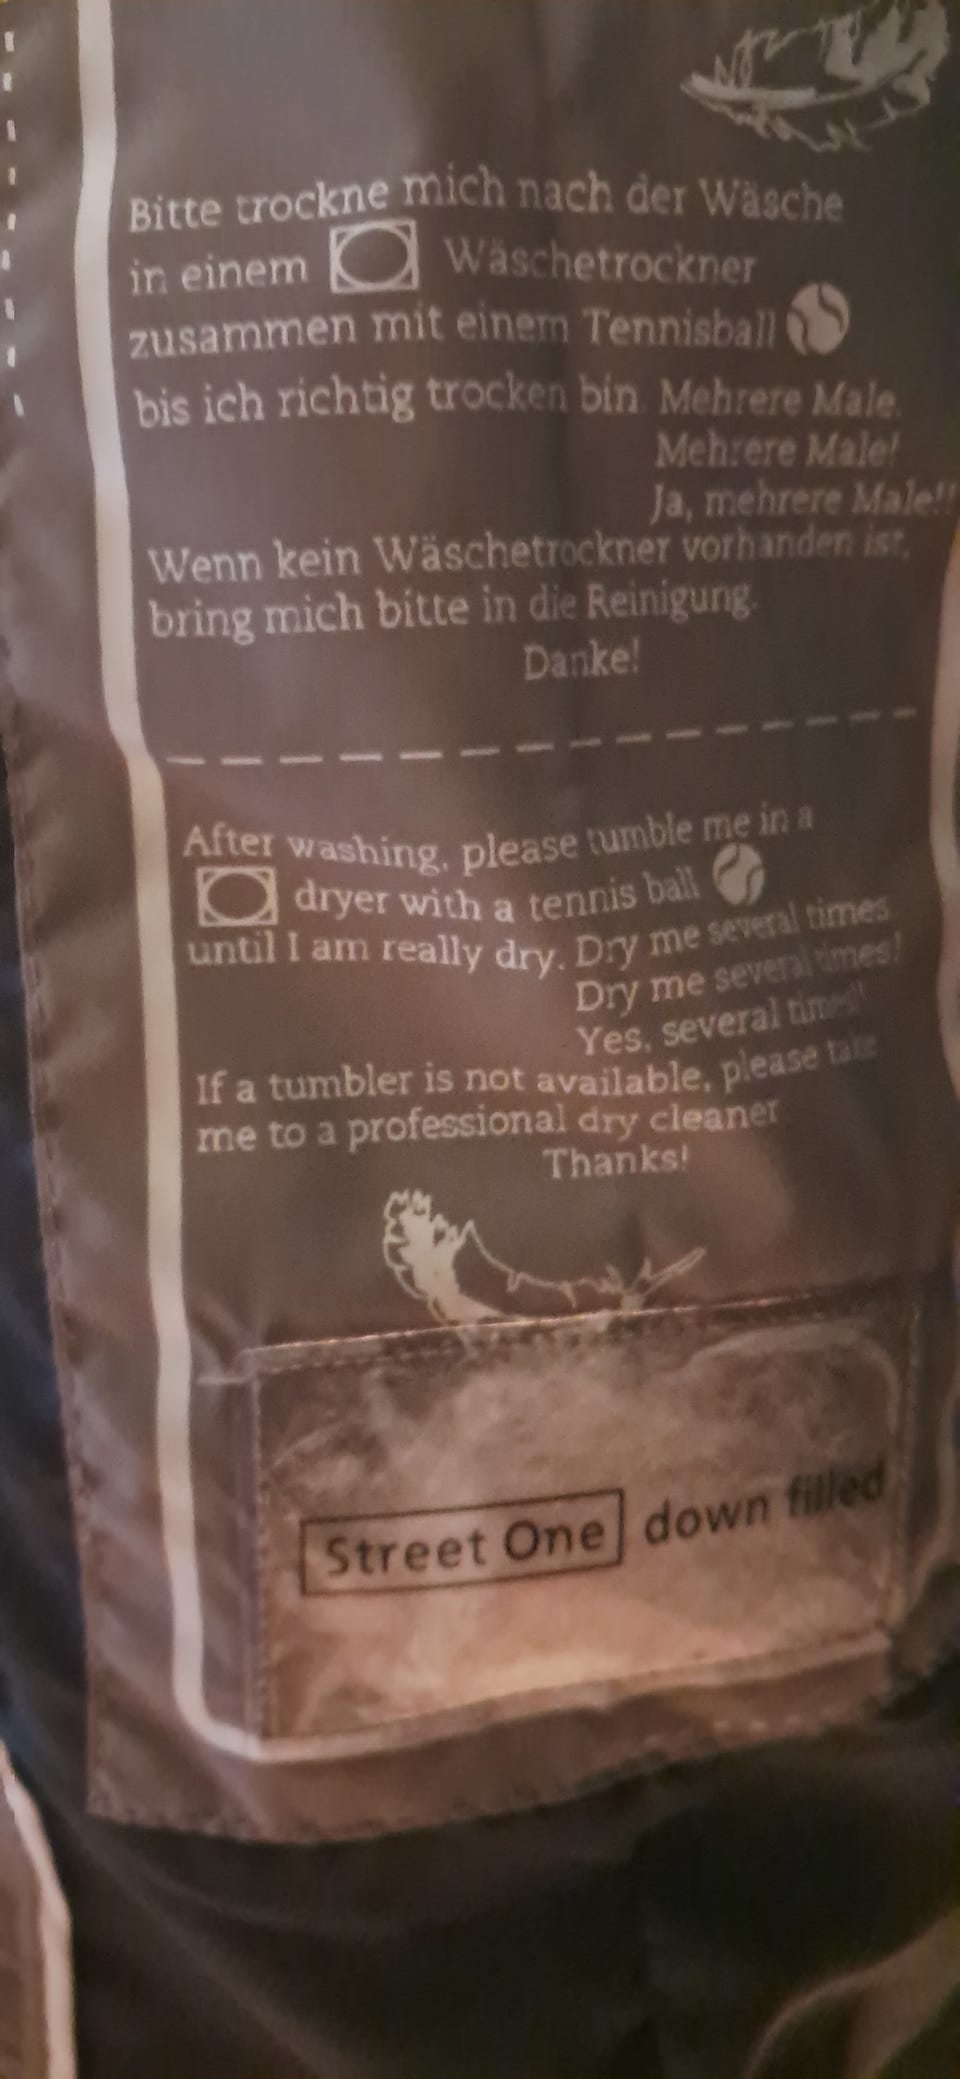 Bitte trockne mich nach der Wäsche
in einem Wäschetrockner
zusammen mit einem Tennisball
bis ich richtig trocken bin. Mehrere Male.
Mehrere Male!
Ja, mehrere Male!!
Wenn kein Wäschetrockner vorhanden ist,
bring mich bitte in die Reinigung.
Danke!
After washing, please tumble me in a
dryer with a tennis ball
until I am really dry. Dry me several times.
Dry me several times!
Yes, several times!!
If a tumbler is not available, please take
me to a professional dry cleaner
Thanks!
Street One down filled